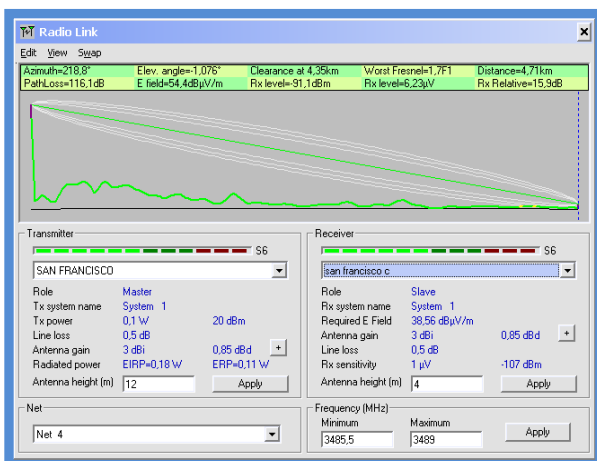 Radio Link
Edit View Swap
Azimuth=218,8° Elev. angle=-1,076° Clearance at 4,35km Worst Fresnel=1,7F1 Distance=4,71km
PathLoss=116,1dB E field=54,4dBµV/m Rx level=-91,1dBm Rx level=6,23µV Rx Relative=15,9dB
Transmitter
S6
SAN FRANCISCO
Role Master
Tx system name System 1
Tx power 0,1 W 20 dBm
Line loss 0,5 dB
Antenna gain 3 dBi 0,85 dBd +
Radiated power EIRP=0,18 W ERP=0,11 W
Antenna height (m) 12 Apply
Net
Net 4
Receiver
S6
san francisco c
Role Slave
Rx system name System 1
Required E Field 38,56 dBµV/m
Antenna gain 3 dBi 0,85 dBd +
Line loss 0,5 dB
Rx sensitivity 1 µV -107 dBm
Antenna height (m) 4 Apply
Frequency (MHz)
Minimum Maximum
3485,5 3489 Apply